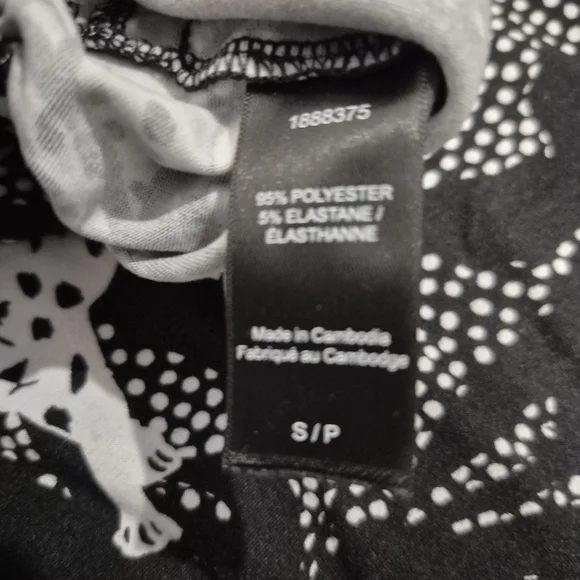 1888375
95% POLYESTER
5% ELASTANE /
ÉLASTHANNE
Made in Cambodia
Fabriqué au Cambodge
S/P